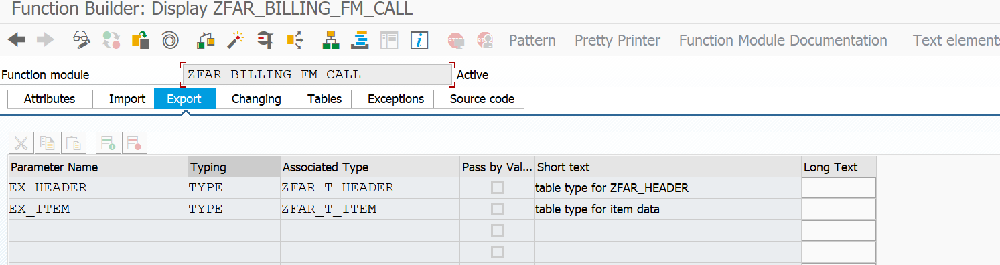 Function Builder: Display ZFAR_BILLING_FM_CALL
Pattern Pretty Printer Function Module Documentation Text elements
Function module ZFAR_BILLING_FM_CALL Active
Attributes Import Export Changing Tables Exceptions Source code
Parameter Name Typing Associated Type Pass by Val... Short text Long Text
EX_HEADER TYPE ZFAR_T_HEADER table type for ZFAR_HEADER
EX_ITEM TYPE ZFAR_T_ITEM table type for item data